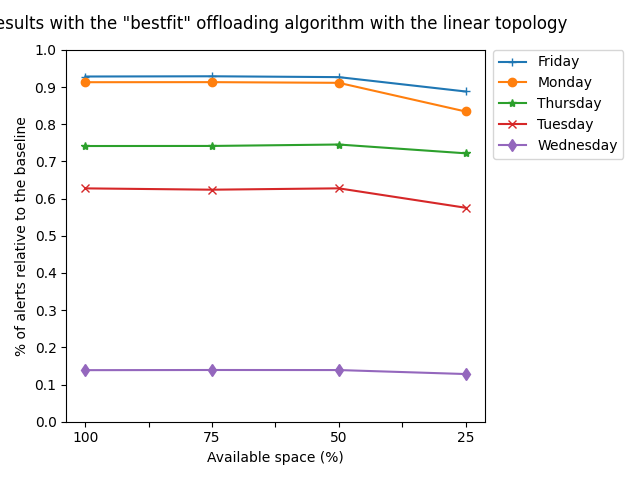 esults with the "bestfit" offloading algorithm with the linear topology
1.0
0.9
0.8
0.7
0.6
0.5
0.4
0.3
0.2
0.1
0.0
% of alerts relative to the baseline
100
75
50
25
Available space (%)
Friday
Monday
Thursday
Tuesday
Wednesday